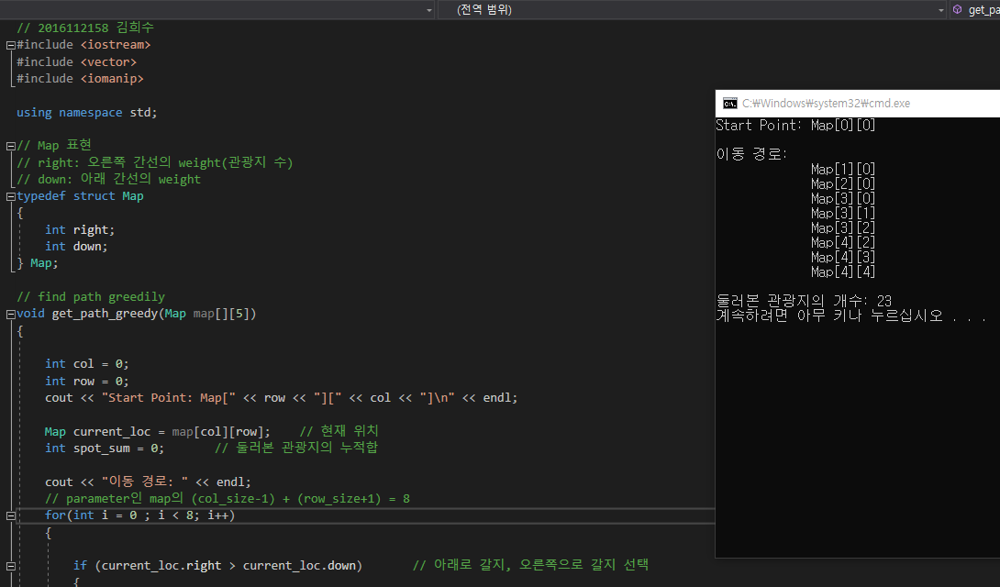 (전역 범위)
get_pa
// 2016112158 김희수
#include <iostream>
#include <vector>
#include <iomanip>
using namespace std;
// Map 표현
// right: 오른쪽 간선의 weight(관광지 수)
// down: 아래 간선의 weight
typedef struct Map
{
int right;
int down;
} Map;
// find path greedily
void get_path_greedy(Map map[][5])
{
int col = 0;
int row = 0;
cout << "Start Point: Map[" << row << "][" << col << "]\n" << endl;
Map current_loc = map[col][row]; // 현재 위치
int spot_sum = 0; // 둘러본 관광지의 누적합
cout << "이동 경로: " << endl;
// parameter인 map의 (col_size-1) + (row_size+1) = 8
for(int i = 0 ; i < 8; i++)
{
if (current_loc.right > current_loc.down) // 아래로 갈지, 오른쪽으로 갈지 선택
{
C:\Windows\system32\cmd.exe
Start Point: Map[0][0]
이동 경로:
Map[1][0]
Map[2][0]
Map[3][0]
Map[3][1]
Map[3][2]
Map[4][2]
Map[4][3]
Map[4][4]
둘러본 관광지의 개수: 23
계속하려면 아무 키나 누르십시오 . . .